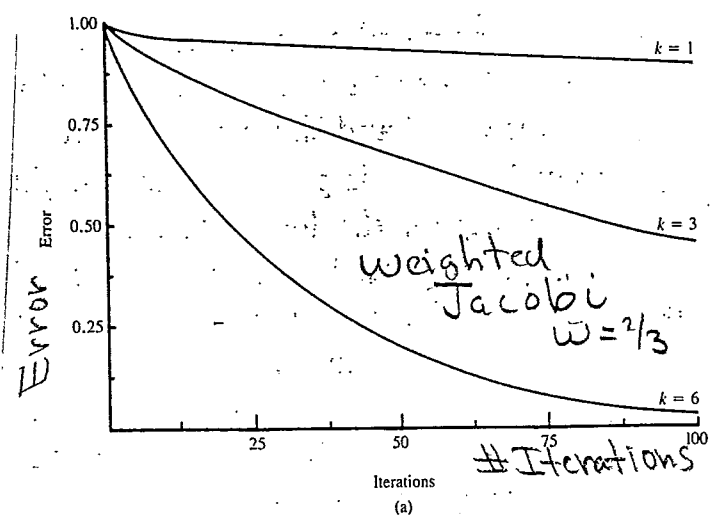 1.00
k = 1
0.75
k = 3
0.50
Error
Error
weighted
Jacobi
ω = 2/3
0.25
k = 6
25
50
75
100
# Iterations
Iterations
(a)